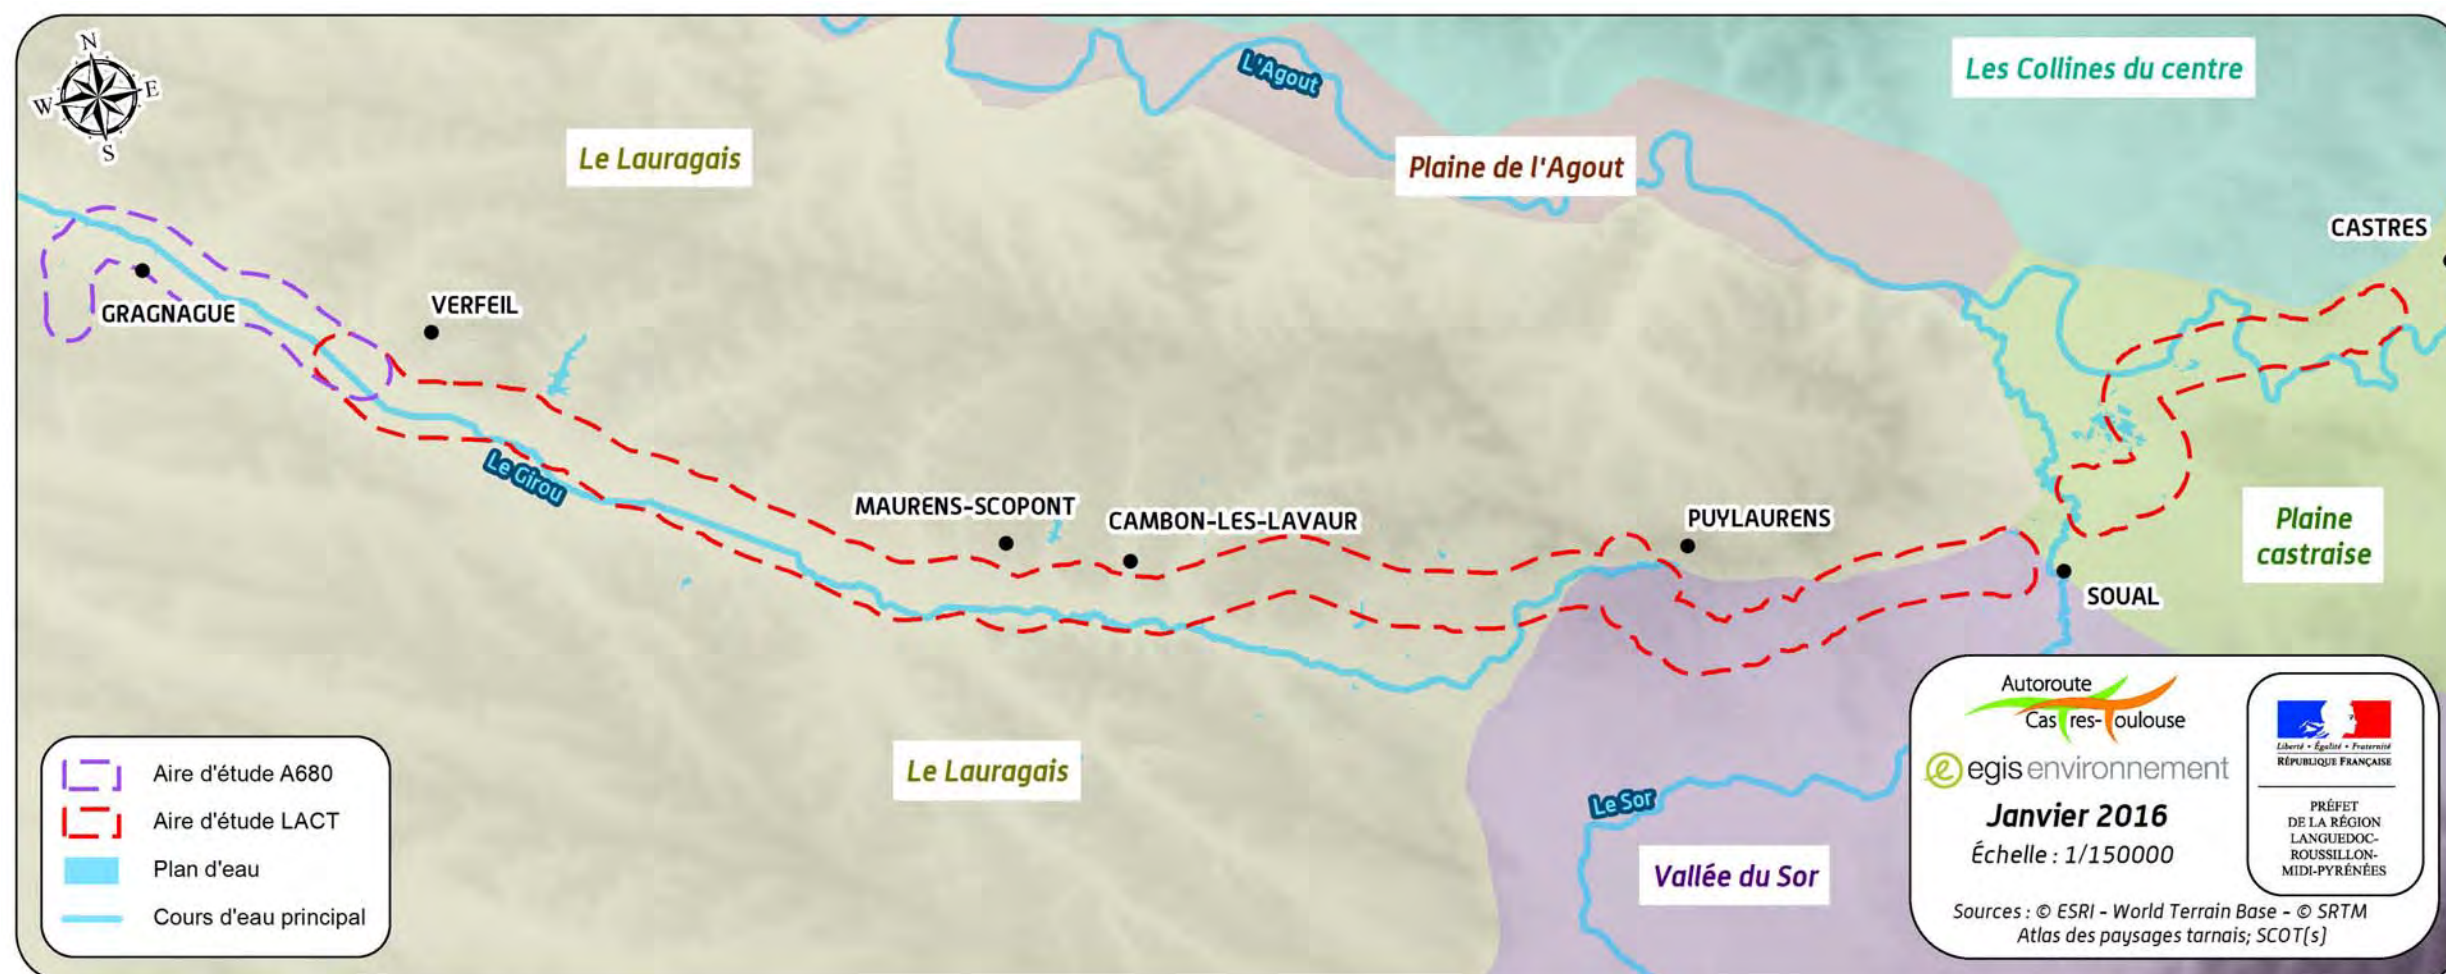 N
W
E
S
L'Agout
Les Collines du centre
Le Lauragais
Plaine de l'Agout
CASTRES
GRAGNAGUE
VERFEIL
Le Girou
MAURENS-SCOPONT
CAMBON-LES-LAVAUR
PUYLAURENS
Plaine
castraise
SOUAL
Le Lauragais
Le Sor
Vallée du Sor
Aire d'étude A680
Aire d'étude LACT
Plan d'eau
Cours d'eau principal
Autoroute
Castres-Toulouse
e egis environnement
Janvier 2016
Échelle : 1/150000
Liberté • Égalité • Fraternité
RÉPUBLIQUE FRANÇAISE
PRÉFET
DE LA RÉGION
LANGUEDOC-
ROUSSILLON-
MIDI-PYRÉNÉES
Sources : © ESRI - World Terrain Base - © SRTM
Atlas des paysages tarnais; SCOT(s)